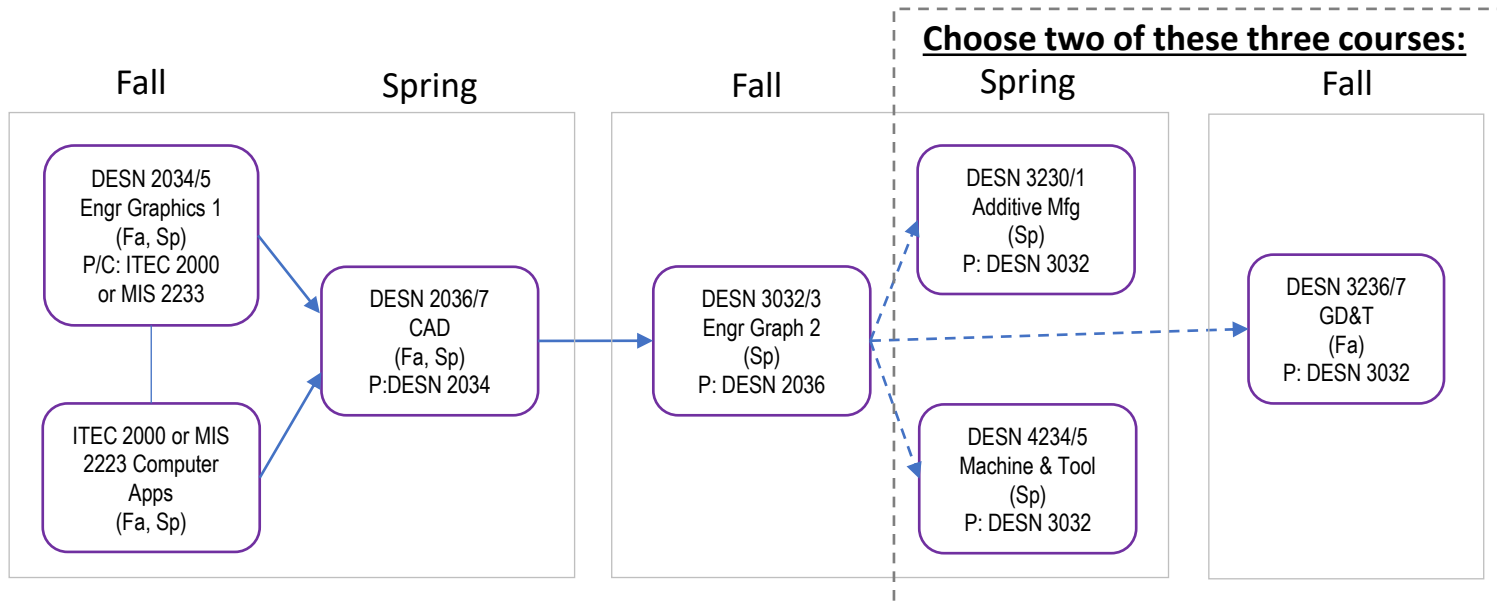 Choose two of these three courses:
Fall
Spring
Fall
Spring
Fall
DESN 2034/5
Engr Graphics 1
(Fa, Sp)
P/C: ITEC 2000
or MIS 2233
ITEC 2000 or MIS
2223 Computer
Apps
(Fa, Sp)
DESN 2036/7
CAD
(Fa, Sp)
P:DESN 2034
DESN 3032/3
Engr Graph 2
(Sp)
P: DESN 2036
DESN 3230/1
Additive Mfg
(Sp)
P: DESN 3032
DESN 4234/5
Machine & Tool
(Sp)
P: DESN 3032
DESN 3236/7
GD&T
(Fa)
P: DESN 3032